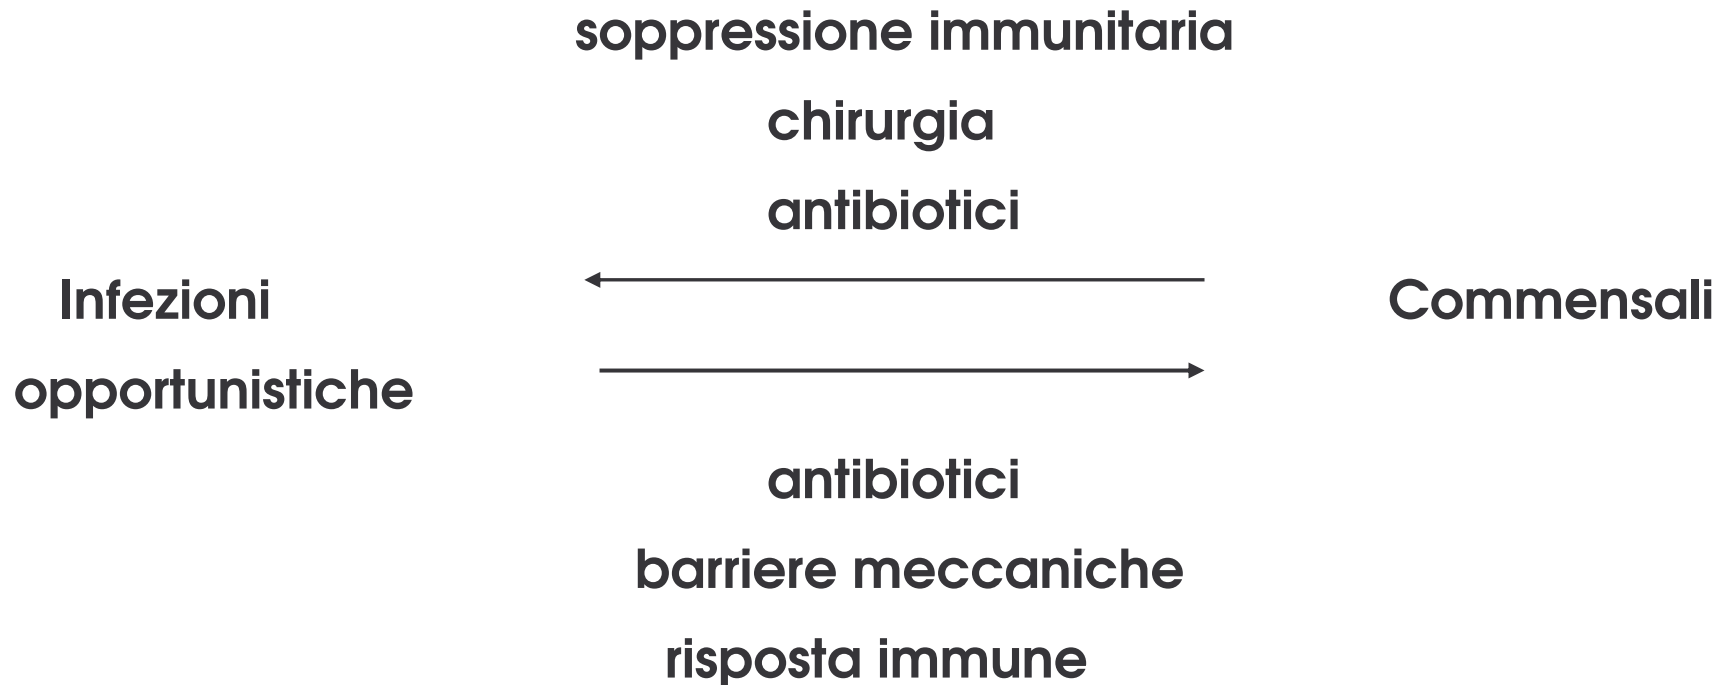 soppressione immunitaria
chirurgia
antibiotici
Infezioni
opportunistiche
Commensali
antibiotici
barriere meccaniche
risposta immune